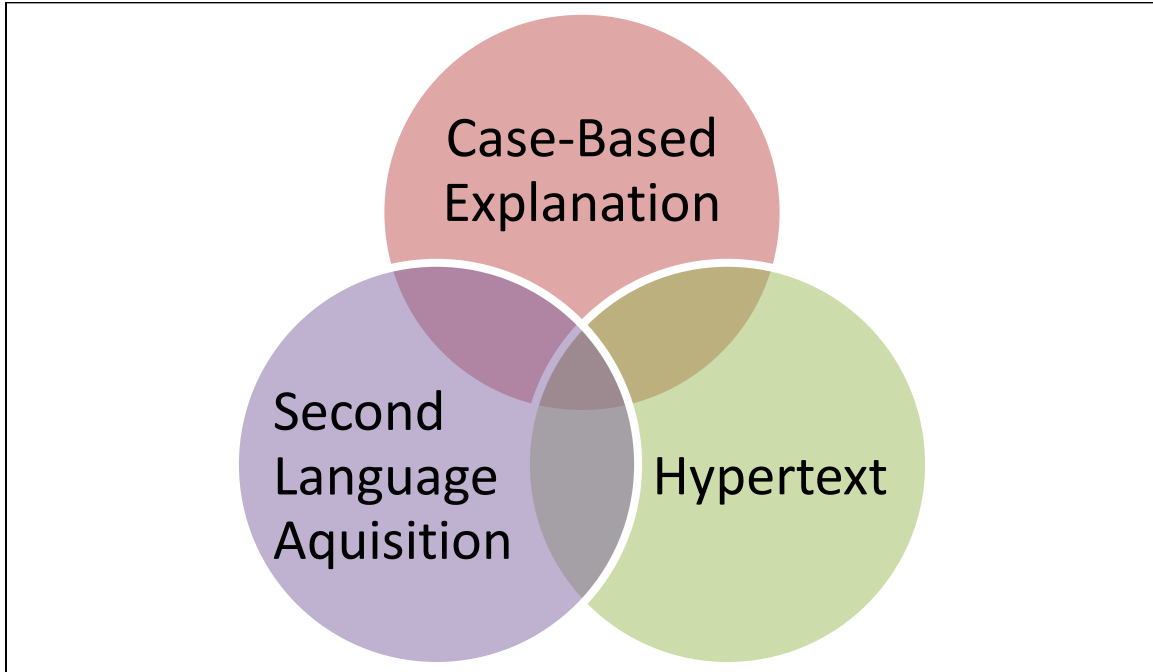 Case-Based
Explanation
Second
Language
Aquisition
Hypertext